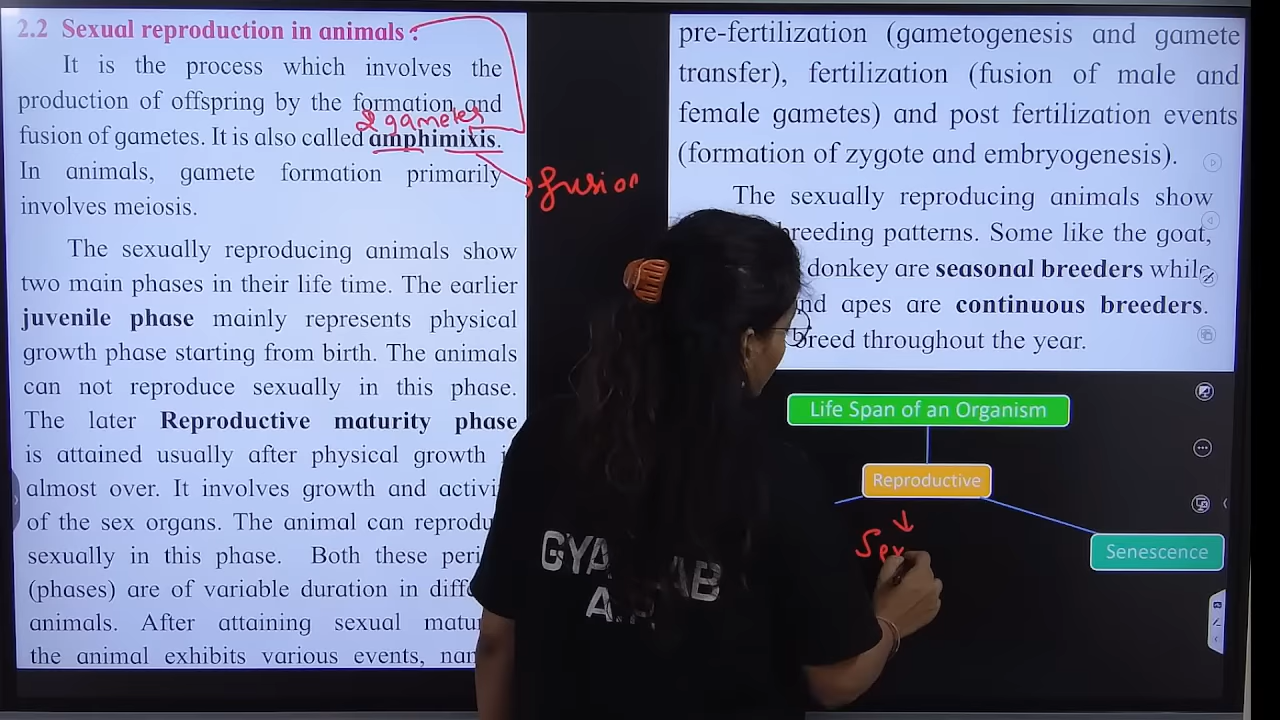 2.2 Sexual reproduction in animals :
It is the process which involves the
production of offspring by the formation and
2 gametes
fusion of gametes. It is also called amphimixis.
fusion
In animals, gamete formation primarily
involves meiosis.
The sexually reproducing animals show
two main phases in their life time. The earlier
juvenile phase mainly represents physical
growth phase starting from birth. The animals
can not reproduce sexually in this phase.
The later Reproductive maturity phase
is attained usually after physical growth
almost over. It involves growth and
of the sex organs. The animal can
sexually in this phase. Both these
(phases) are of variable duration in
animals. After attaining sexual
the animal exhibits various events,
pre-fertilization (gametogenesis and gamete
transfer), fertilization (fusion of male and
female gametes) and post fertilization events
(formation of zygote and embryogenesis).
The sexually reproducing animals show
breeding patterns. Some like the goat,
donkey are seasonal breeders while
apes are continuous breeders.
breed throughout the year.
Life Span of an Organism
Reproductive
Sex
Senescence